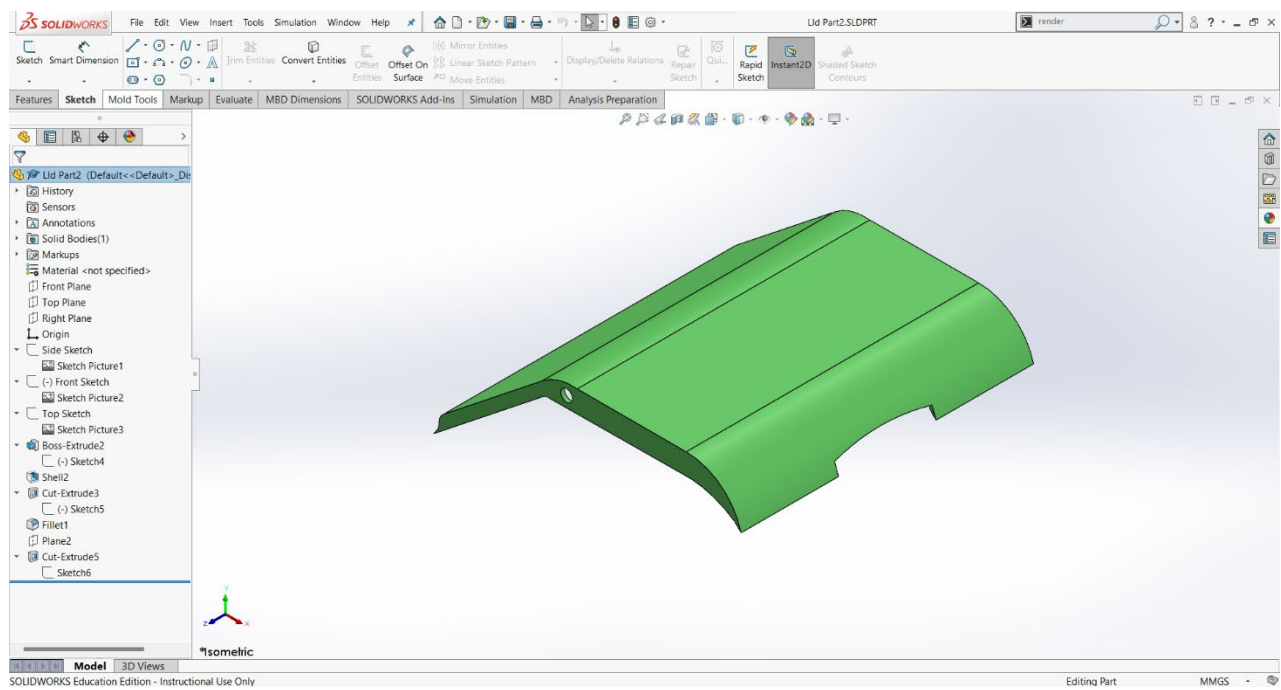 SOLIDWORKS File Edit View Insert Tools Simulation Window Help LId Part2.SLDPRT render
Sketch Smart Dimension Trim Entities Convert Entities Offset Entities Offset On Surface Mirror Entities Linear Sketch Pattern Move Entities Display/Delete Relations Repair Sketch Qui... Rapid Sketch Instant2D Shaded Sketch Contours
Features Sketch Mold Tools Markup Evaluate MBD Dimensions SOLIDWORKS Add-Ins Simulation MBD Analysis Preparation
LId Part2 (Default<<Default>_Dis
History
Sensors
Annotations
Solid Bodies(1)
Markups
Material <not specified>
Front Plane
Top Plane
Right Plane
Origin
Side Sketch
Sketch Picture1
(-) Front Sketch
Sketch Picture2
Top Sketch
Sketch Picture3
Boss-Extrude2
(-) Sketch4
Shell2
Cut-Extrude3
(-) Sketch5
Fillet1
Plane2
Cut-Extrude5
Sketch6
Y
Z X
*Isometric
Model 3D Views
SOLIDWORKS Education Edition - Instructional Use Only Editing Part MMGS